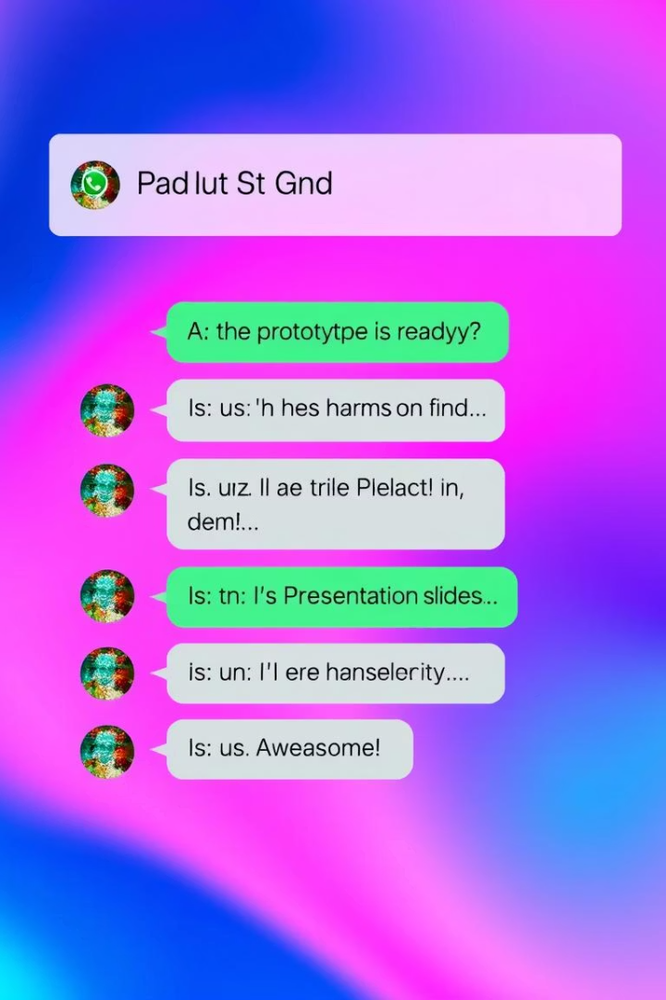 Pad lut St Gnd
A: the prototytpe is readyy?
Is: us: 'h hes harms on find...
Is. uız. Il ae trile Plelact! in,
dem!...
Is: tn: I's Presentation slides...
is: un: I'l ere hanselerity....
Is: us. Aweasome!